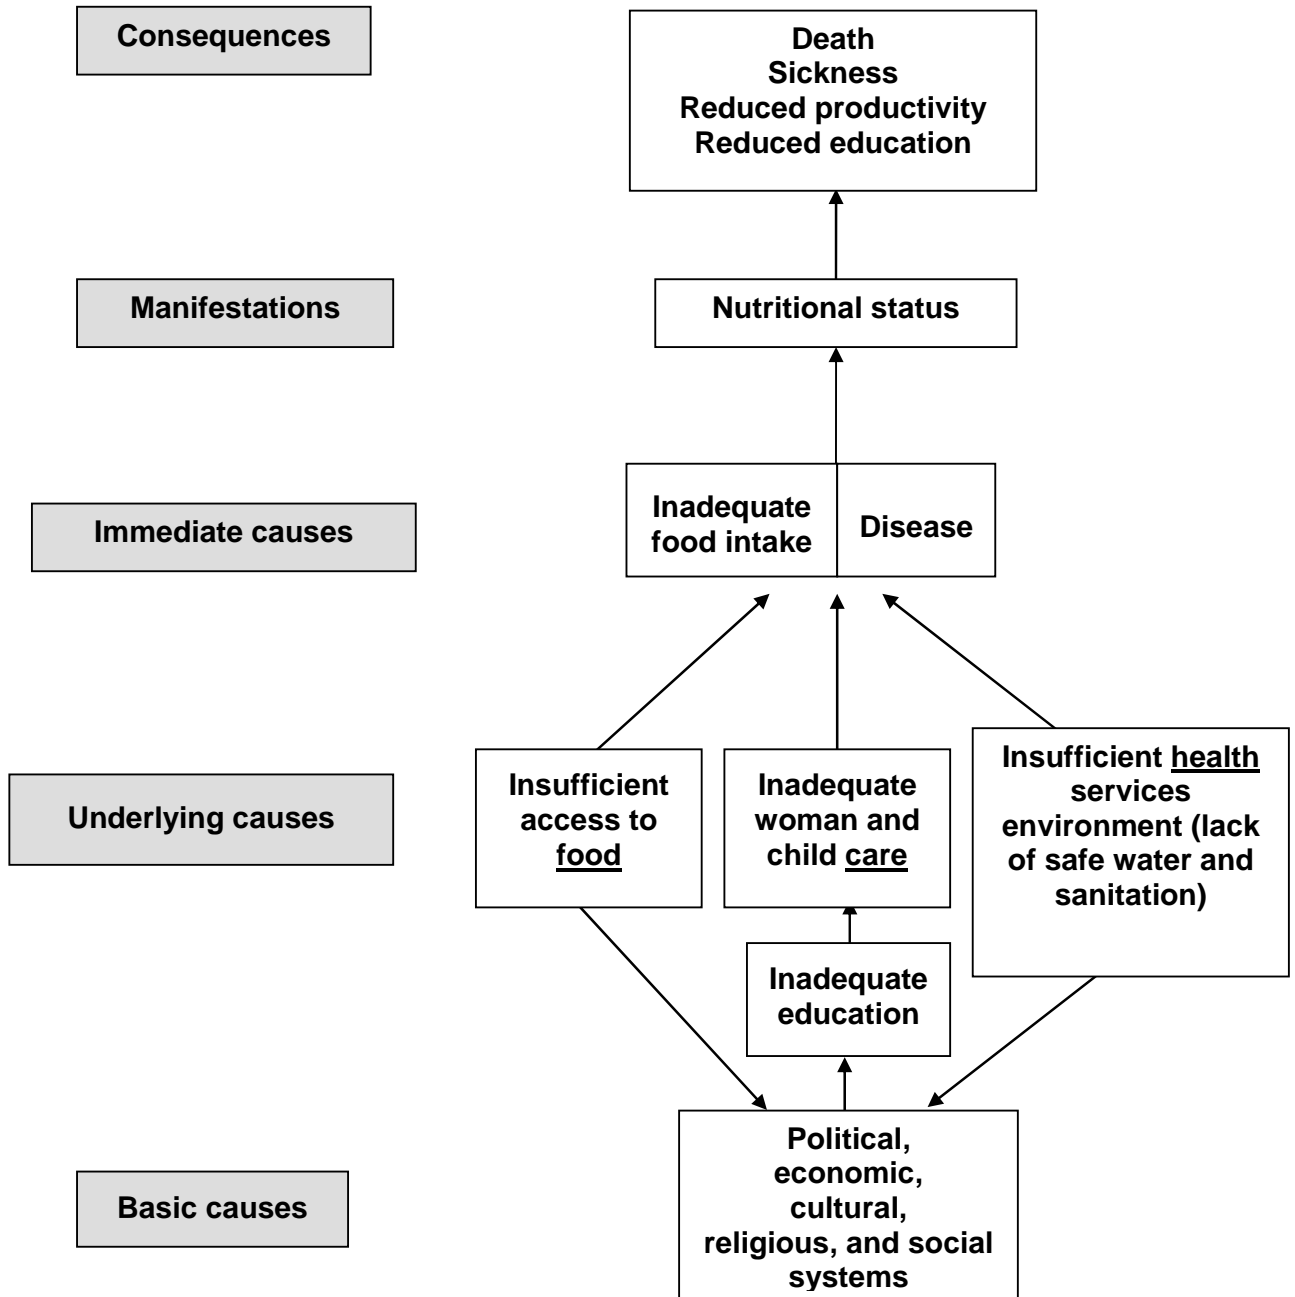 Consequences
Death
Sickness
Reduced productivity
Reduced education
Manifestations
Nutritional status
Immediate causes
Inadequate
food intake
Disease
Underlying causes
Insufficient
access to
food
Inadequate
woman and
child care
Insufficient health
services
environment (lack
of safe water and
sanitation)
Inadequate
education
Basic causes
Political,
economic,
cultural,
religious, and social
systems